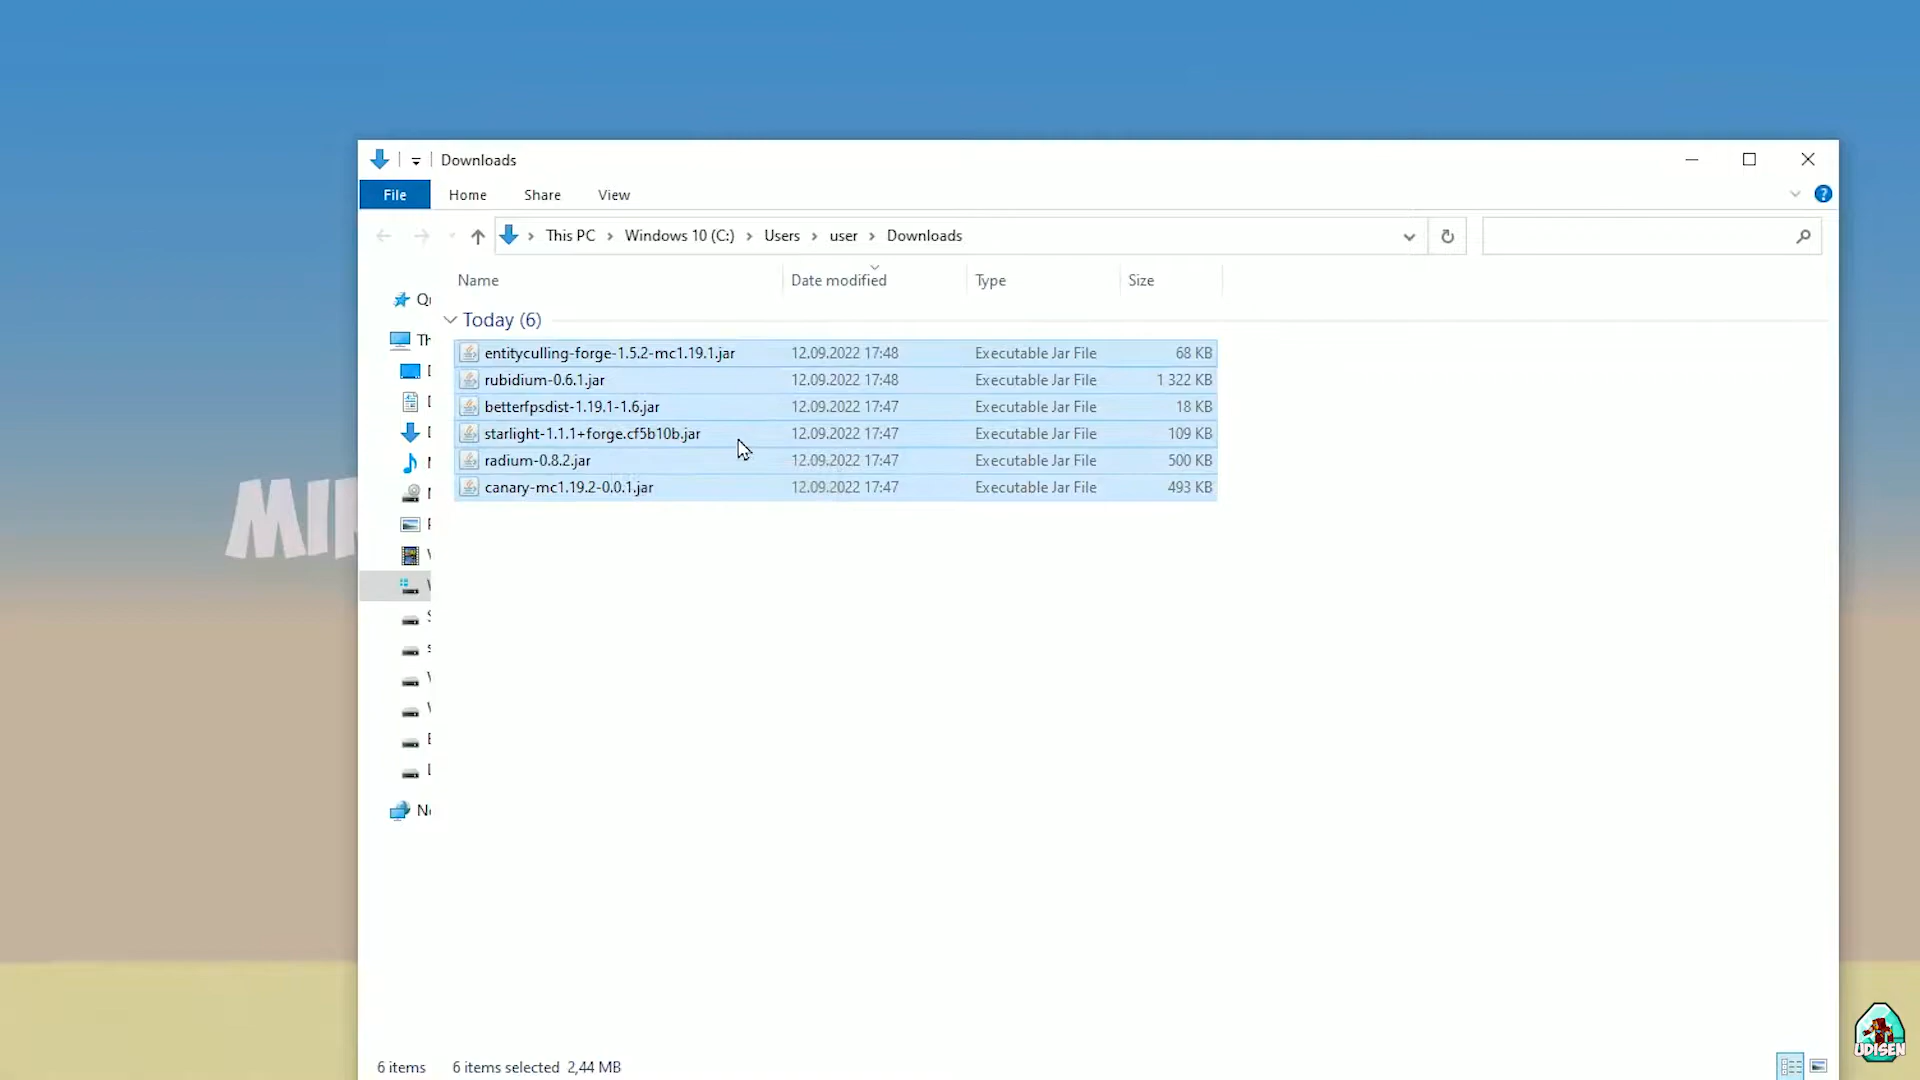 Downloads
File Home Share View
This PC Windows 10 (C:) Users user Downloads
Name Date modified Type Size
Today (6)
entityculling-forge-1.5.2-mc1.19.1.jar 12.09.2022 17:48 Executable Jar File 68 KB
rubidium-0.6.1.jar 12.09.2022 17:48 Executable Jar File 1 322 KB
betterfpsdist-1.19.1-1.6.jar 12.09.2022 17:47 Executable Jar File 18 KB
starlight-1.1.1+forge.cf5b10b.jar 12.09.2022 17:47 Executable Jar File 109 KB
radium-0.8.2.jar 12.09.2022 17:47 Executable Jar File 500 KB
canary-mc1.19.2-0.0.1.jar 12.09.2022 17:47 Executable Jar File 493 KB
6 items 6 items selected 2,44 MB
UDISEN